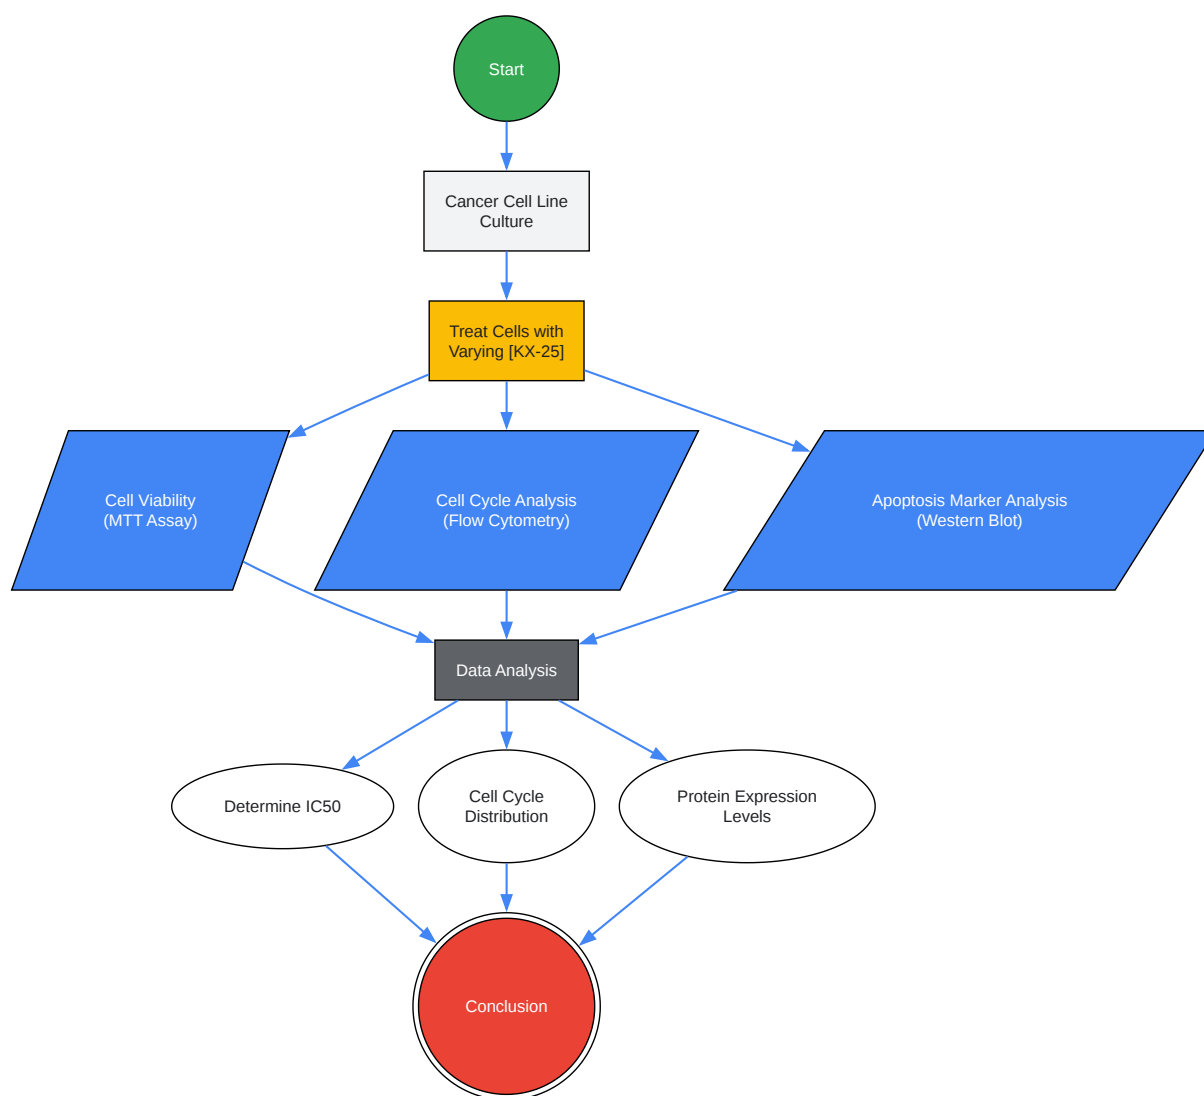 Start
Cancer Cell Line
Culture
Treat Cells with
Varying [KX-25]
Cell Viability
(MTT Assay)
Cell Cycle Analysis
(Flow Cytometry)
Apoptosis Marker Analysis
(Western Blot)
Data Analysis
Determine IC50
Cell Cycle
Distribution
Protein Expression
Levels
Conclusion